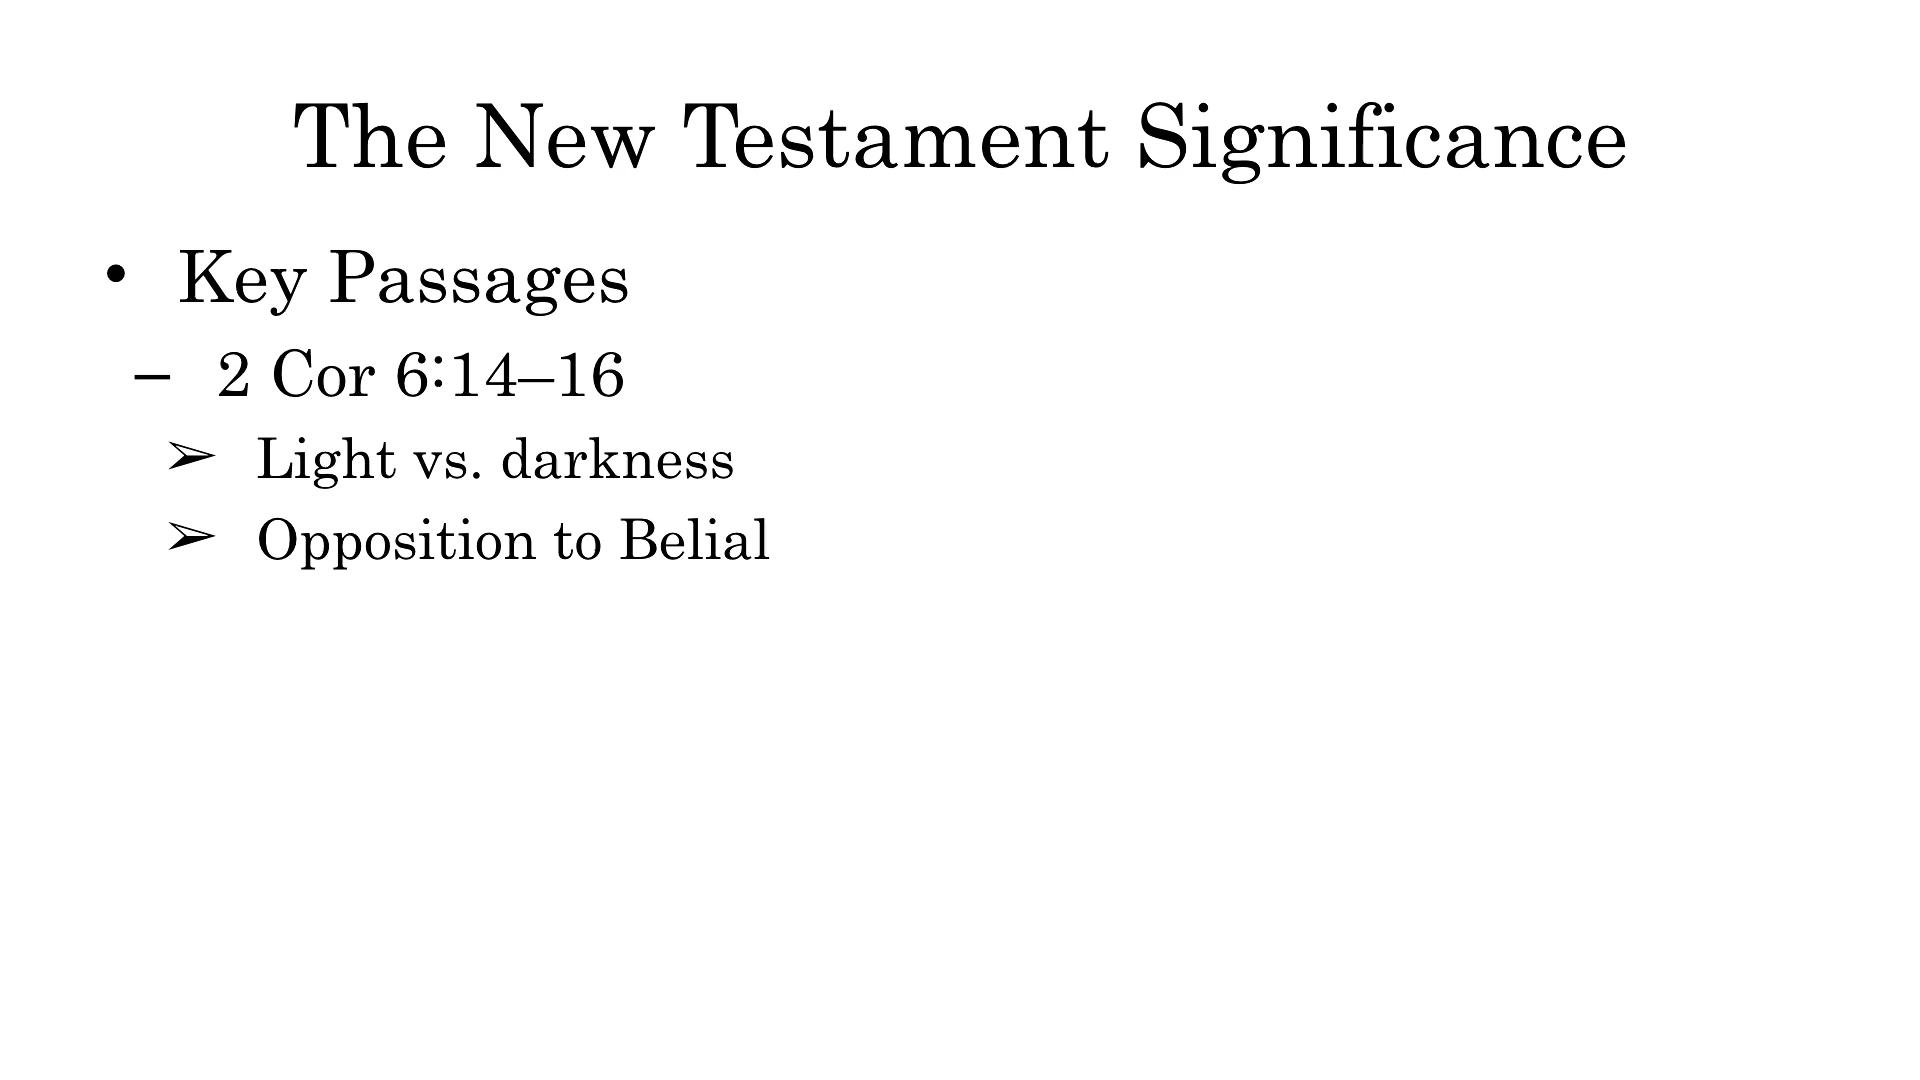 The New Testament Significance
• Key Passages
– 2 Cor 6:14–16
➢ Light vs. darkness
➢ Opposition to Belial